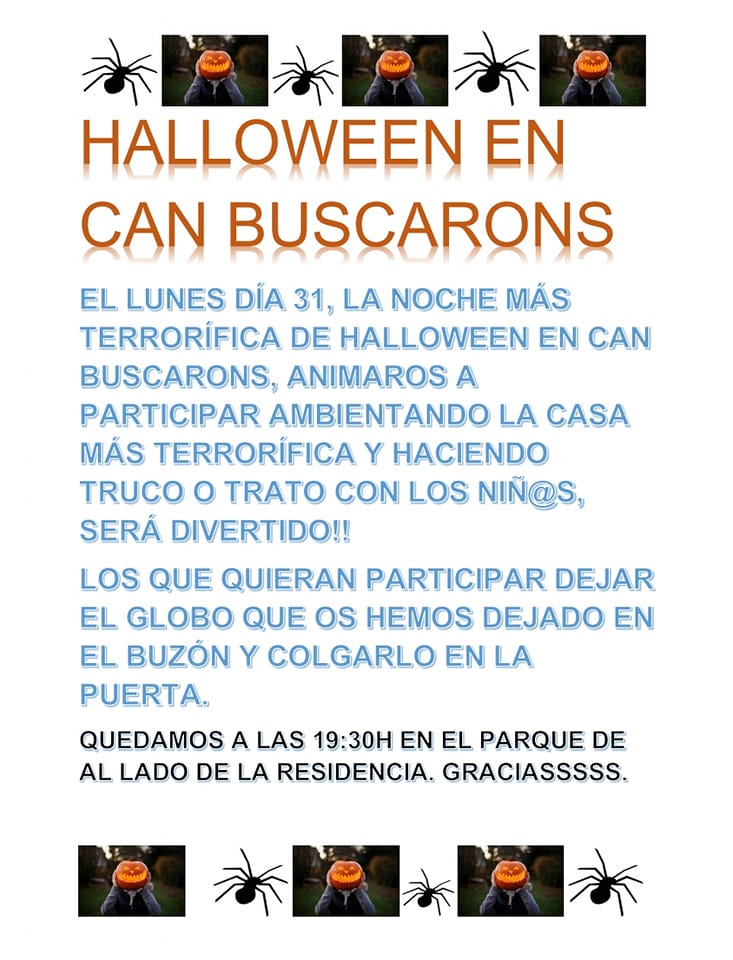 HALLOWEEN EN
CAN BUSCARONS
EL LUNES DÍA 31, LA NOCHE MÁS
TERRORÍFICA DE HALLOWEEN EN CAN
BUSCARONS, ANIMAROS A
PARTICIPAR AMBIENTANDO LA CASA
MÁS TERRORÍFICA Y HACIENDO
TRUCO O TRATO CON LOS NIÑ@S,
SERÁ DIVERTIDO!!
LOS QUE QUIERAN PARTICIPAR DEJAR
EL GLOBO QUE OS HEMOS DEJADO EN
EL BUZÓN Y COLGARLO EN LA
PUERTA.
QUEDAMOS A LAS 19:30H EN EL PARQUE DE
AL LADO DE LA RESIDENCIA. GRACIASSSSS.